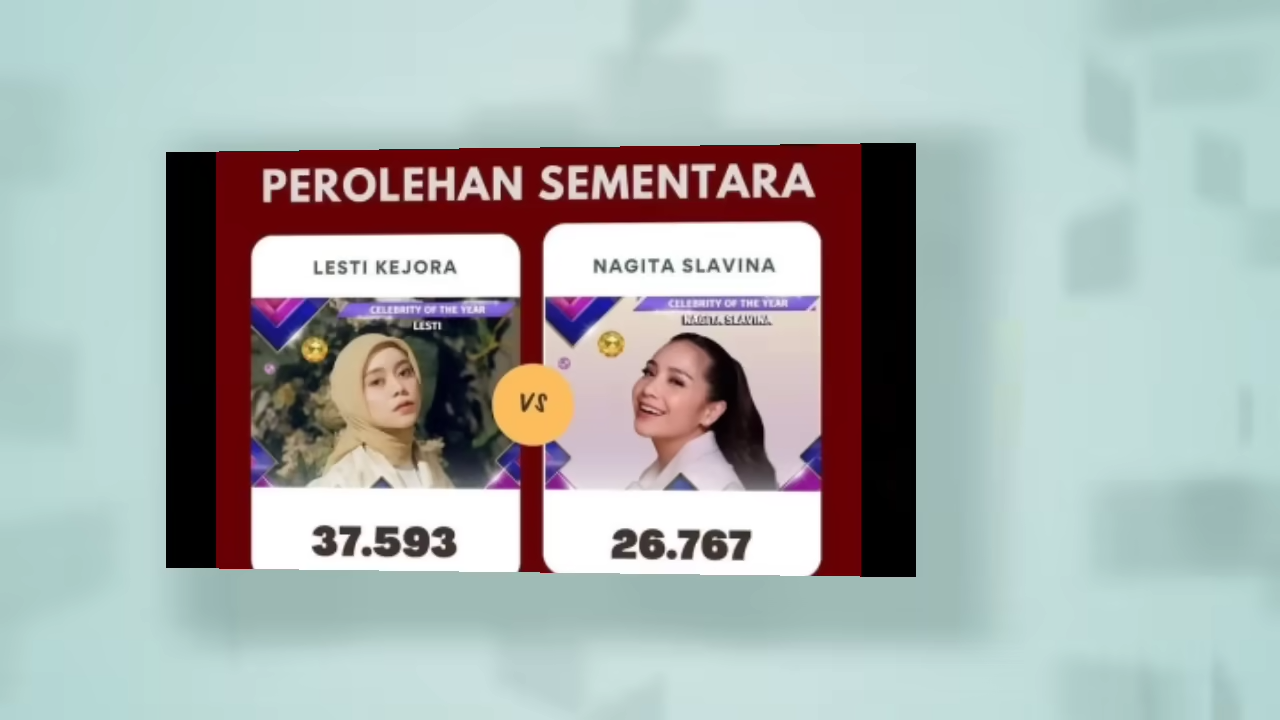 PEROLEHAN SEMENTARA
LESTI KEJORA
CELEBRITY OF THE YEAR
LESTI
37.593
VS
NAGITA SLAVINA
CELEBRITY OF THE YEAR
NAGITA SLAVINA
26.767